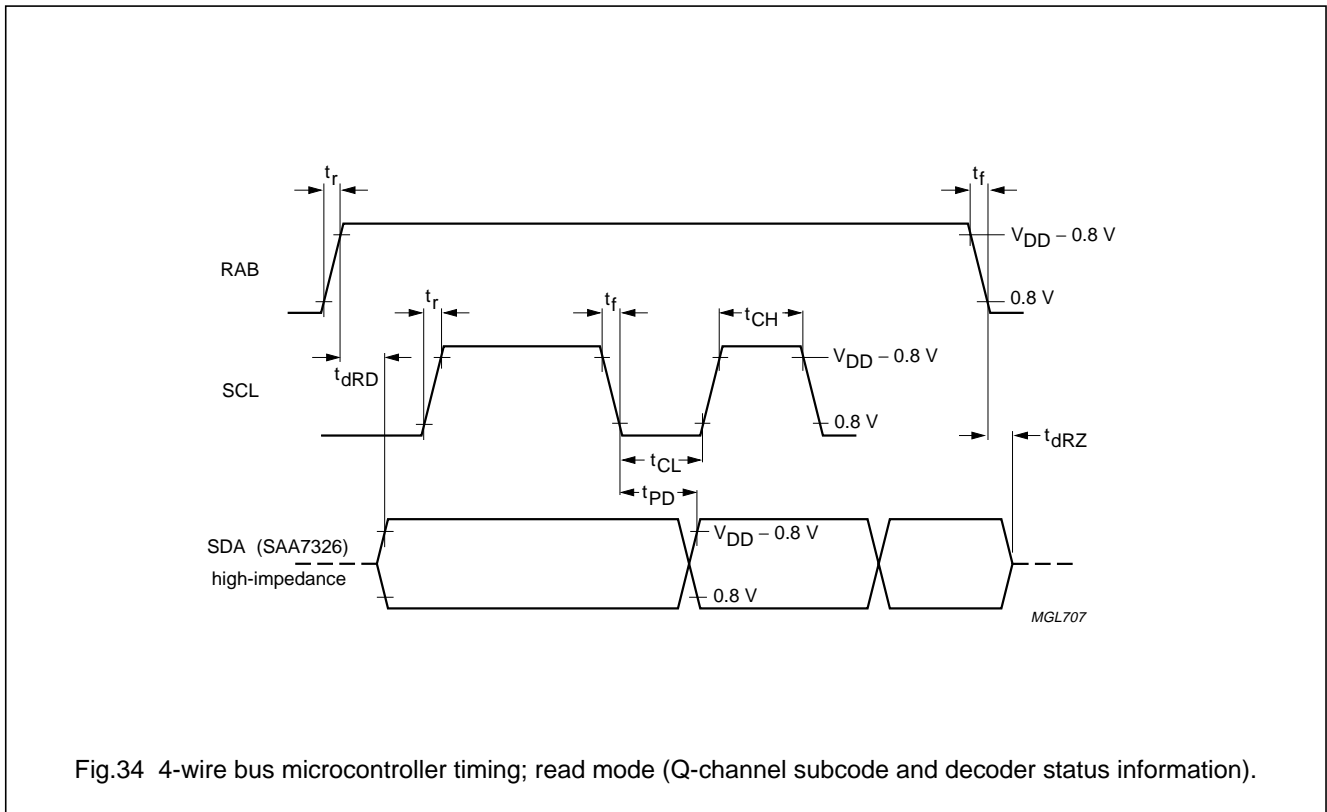 tr
tf
VDD – 0.8 V
RAB
0.8 V
tr
tf
tCH
VDD – 0.8 V
tdRD
SCL
0.8 V
tdRZ
tCL
tPD
VDD – 0.8 V
SDA (SAA7326)
high-impedance
0.8 V
MGL707
Fig.34 4-wire bus microcontroller timing; read mode (Q-channel subcode and decoder status information).